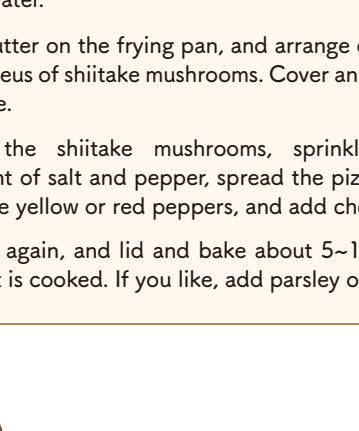 ater.
utter on the frying pan, and arrange
eus of shiitake mushrooms. Cover an
e.
the shiitake mushrooms, sprinkl
nt of salt and pepper, spread the piz
e yellow or red peppers, and add ch
again, and lid and bake about 5~1
t is cooked. If you like, add parsley o